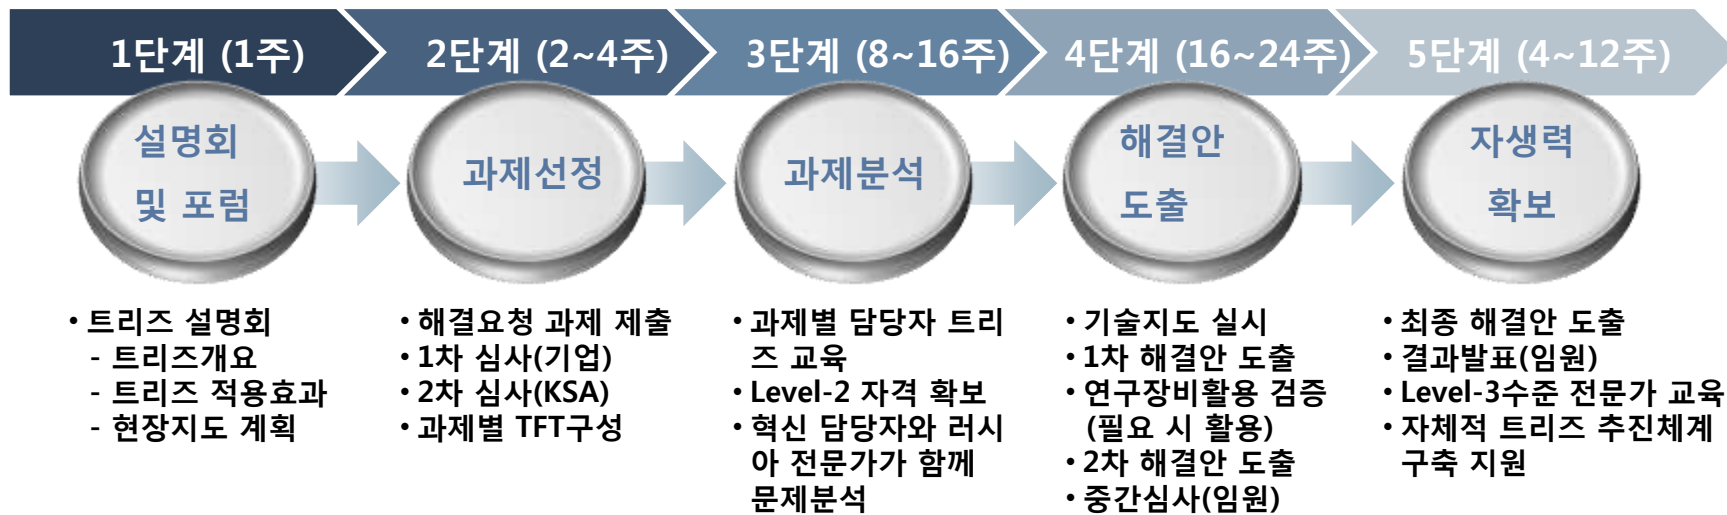 1단계 (1주)
2단계 (2~4주)
3단계 (8~16주)
4단계 (16~24주)
5단계 (4~12주)
설명회
및 포럼
과제선정
과제분석
해결안
도출
자생력
확보
• 트리즈 설명회
- 트리즈개요
- 트리즈 적용효과
- 현장지도 계획
• 해결요청 과제 제출
• 1차 심사(기업)
• 2차 심사(KSA)
• 과제별 TFT구성
• 과제별 담당자 트리
즈 교육
• Level-2 자격 확보
• 혁신 담당자와 러시
아 전문가가 함께
문제분석
• 기술지도 실시
• 1차 해결안 도출
• 연구장비활용 검증
(필요 시 활용)
• 2차 해결안 도출
• 중간심사(임원)
• 최종 해결안 도출
• 결과발표(임원)
• Level-3수준 전문가 교육
• 자체적 트리즈 추진체계
구축 지원